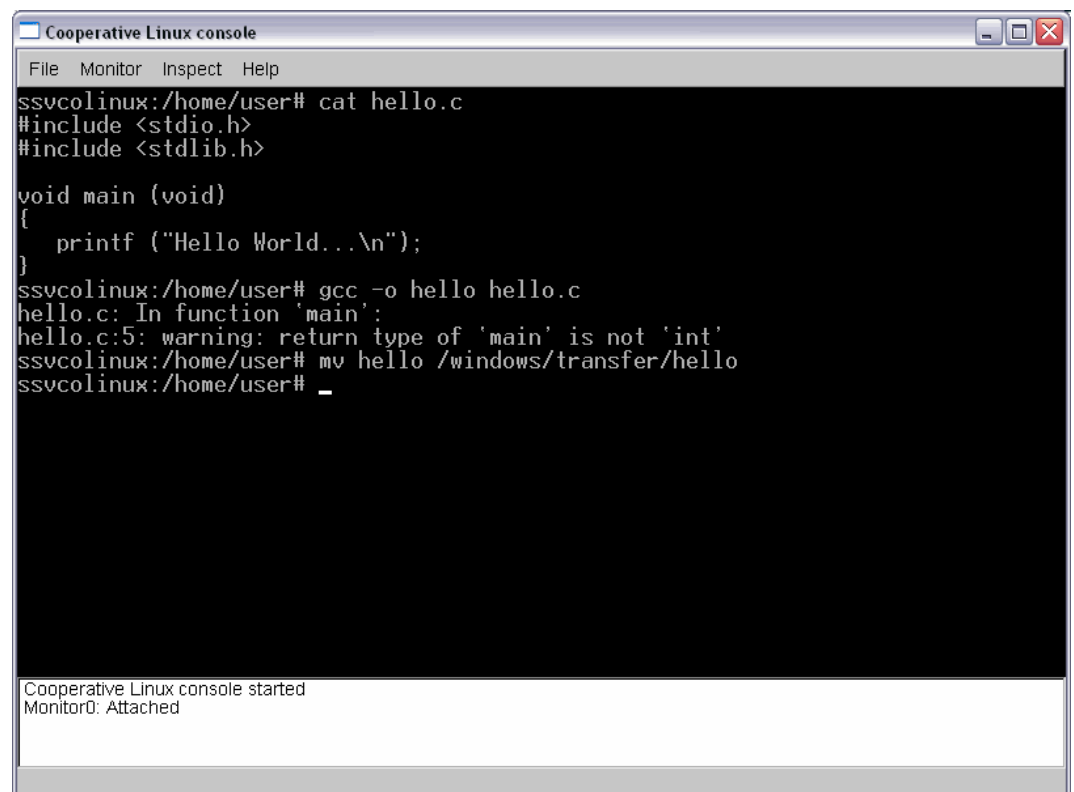 Cooperative Linux console
File Monitor Inspect Help
ssvcolinux:/home/user# cat hello.c
#include <stdio.h>
#include <stdlib.h>
void main (void)
{
printf ("Hello World...\n");
}
ssvcolinux:/home/user# gcc -o hello hello.c
hello.c: In function `main':
hello.c:5: warning: return type of `main' is not `int'
ssvcolinux:/home/user# mv hello /windows/transfer/hello
ssvcolinux:/home/user# _
Cooperative Linux console started
Monitor0: Attached